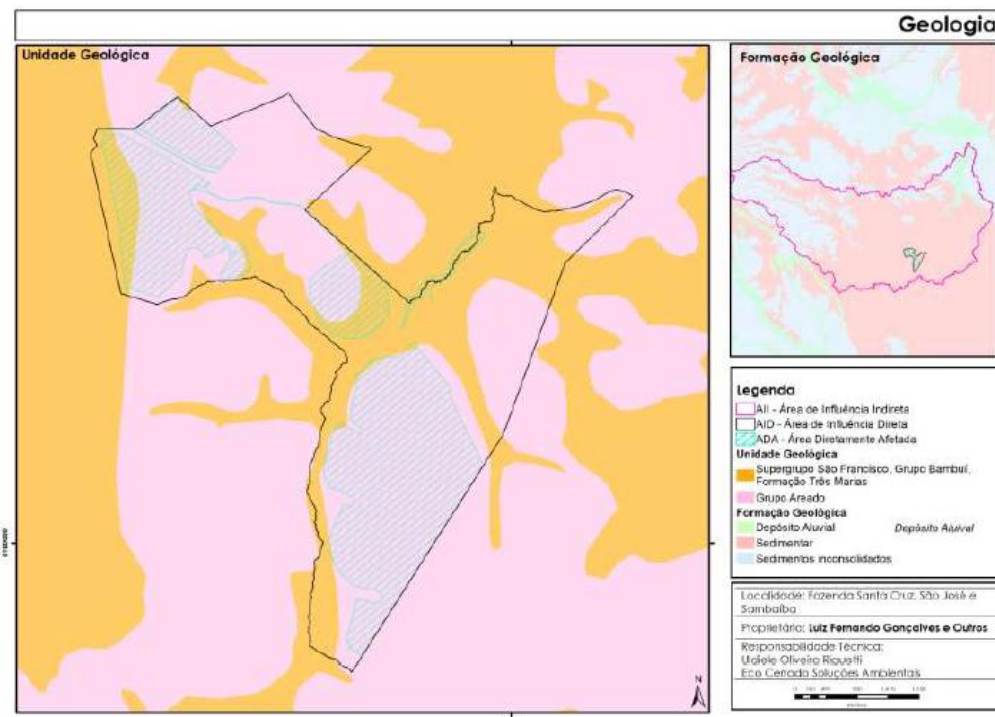 Geologia
Unidade Geológica
Formação Geológica
Legenda
AII - Área de Influência Indireta
AID - Área de Influência Direta
ADA - Área Diretamente Afetada
Unidade Geológica
Supergrupo São Francisco, Grupo Bambuí,
Formação Três Marias
Grupo Areado
Formação Geológica
Depósito Aluvial
Depósito Aluvial
Sedimentar
Sedimentos inconsolidados
Localidade: Fazenda Santa Cruz, São José e
Sambaíba
Proprietário: Luiz Fernando Gonçalves e Outros
Responsabilidade Técnica:
Oliveira Riguetti
Eco Cerrado Soluções Ambientais
N